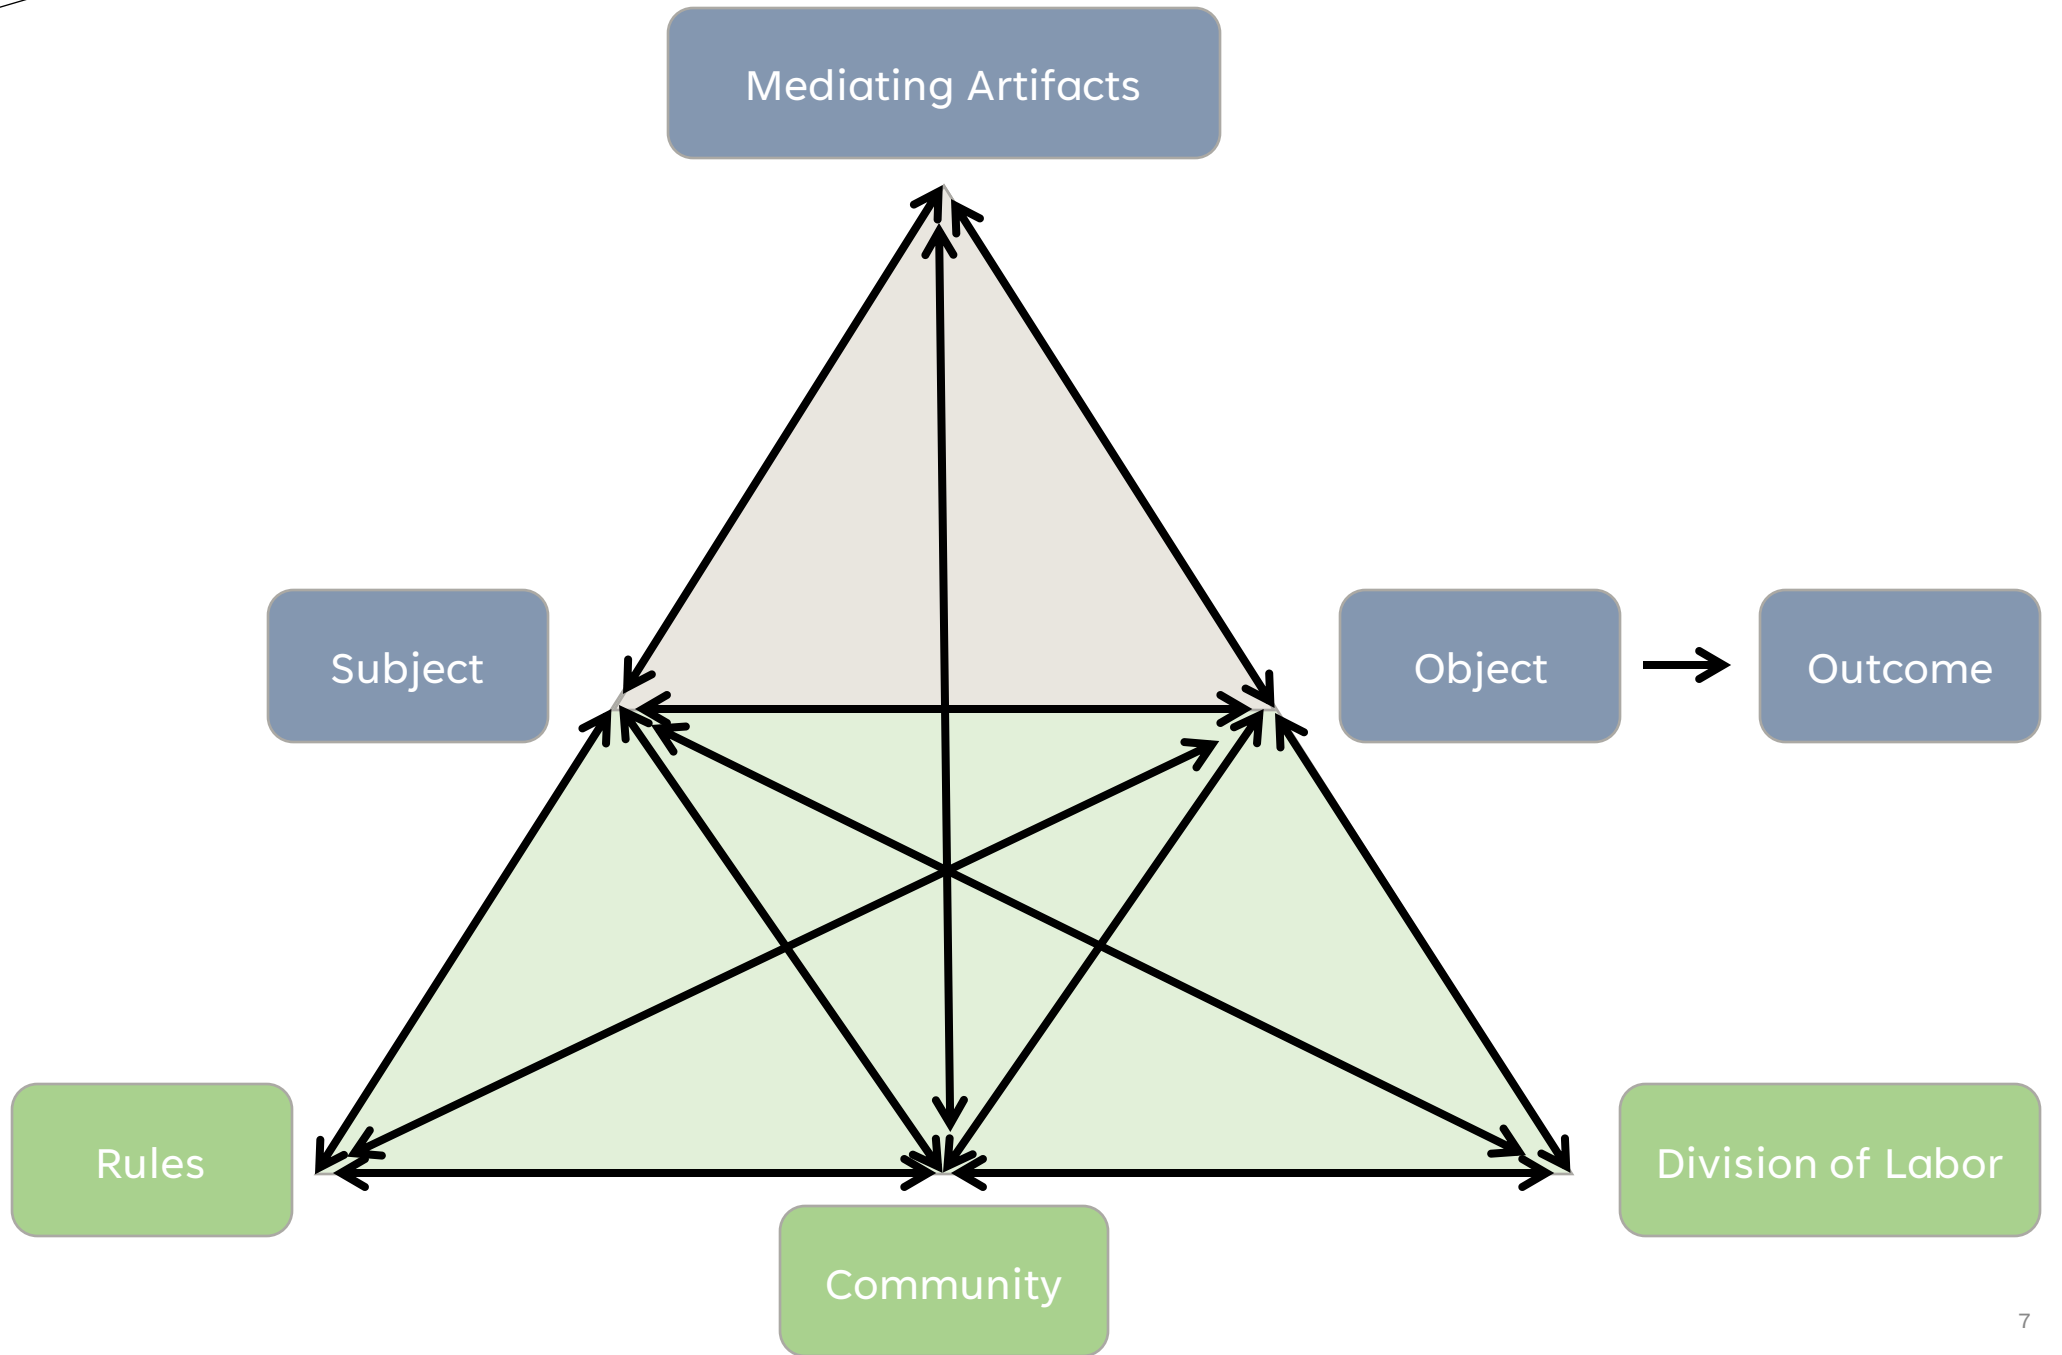 Mediating Artifacts
Subject
Object
Outcome
Rules
Division of Labor
Community
7